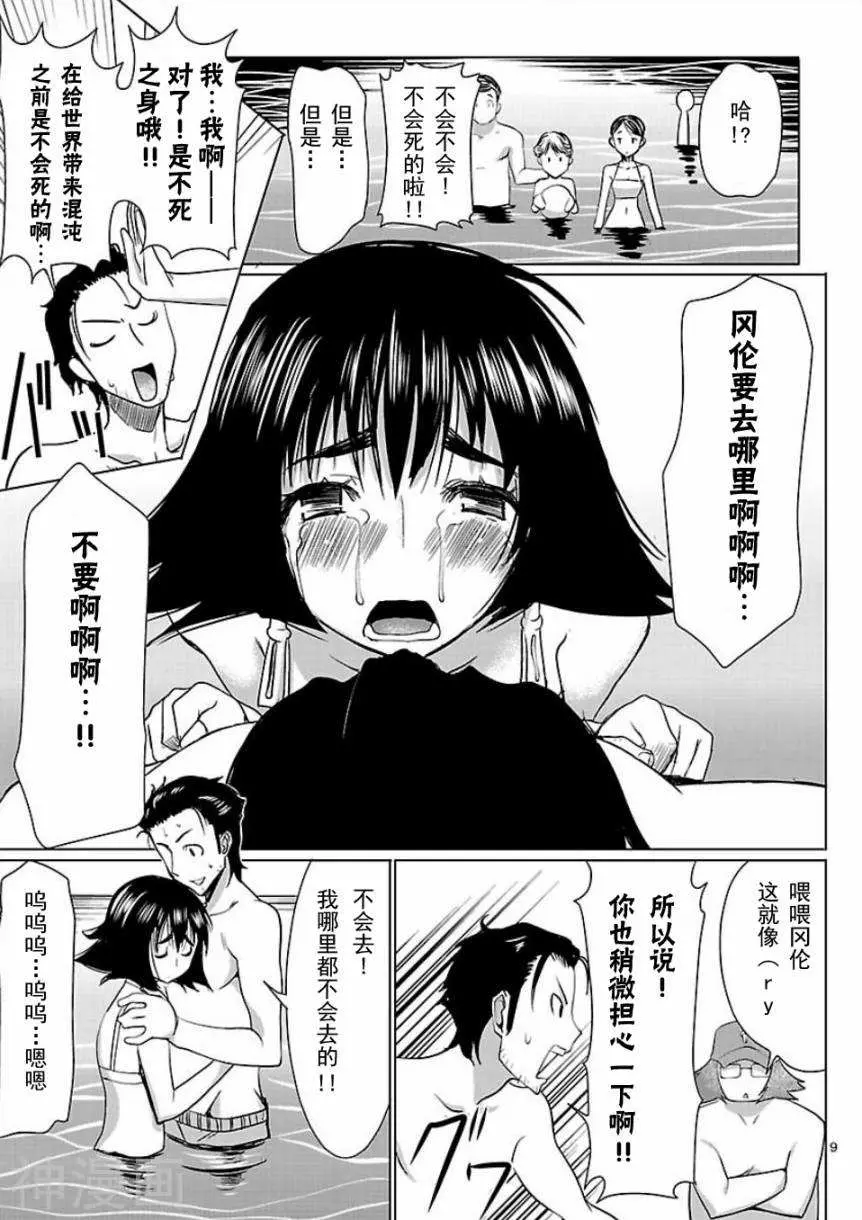 哈
!?
不会不会！
不会死的啦!!
但是…
但是…
我…我啊——
对了！是不死
之身哦!!
在给世界带来混沌
之前是不会死的啊…
冈伦要去哪里啊啊啊…
不要啊啊啊…!!
喂喂冈伦
这就像（ry
所以说！
你也稍微担心一下啊!!
不会去！
我哪里都不会去的!!
呜呜呜…呜呜…嗯嗯
9
神漫画